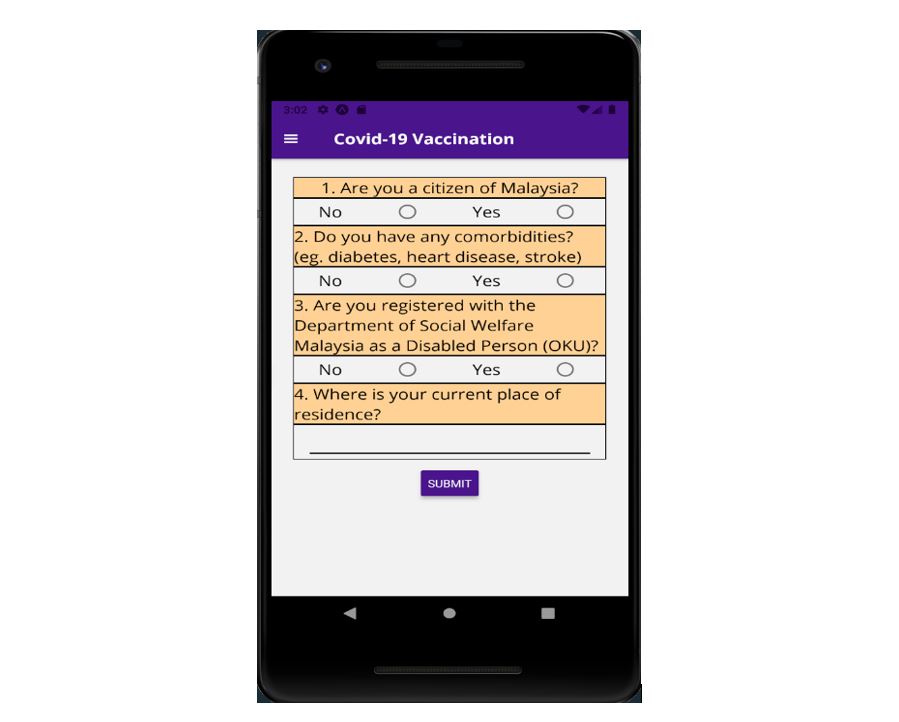 3:02
Covid-19 Vaccination
1. Are you a citizen of Malaysia?
No Yes
2. Do you have any comorbidities?
(eg. diabetes, heart disease, stroke)
No Yes
3. Are you registered with the
Department of Social Welfare
Malaysia as a Disabled Person (OKU)?
No Yes
4. Where is your current place of
residence?
SUBMIT